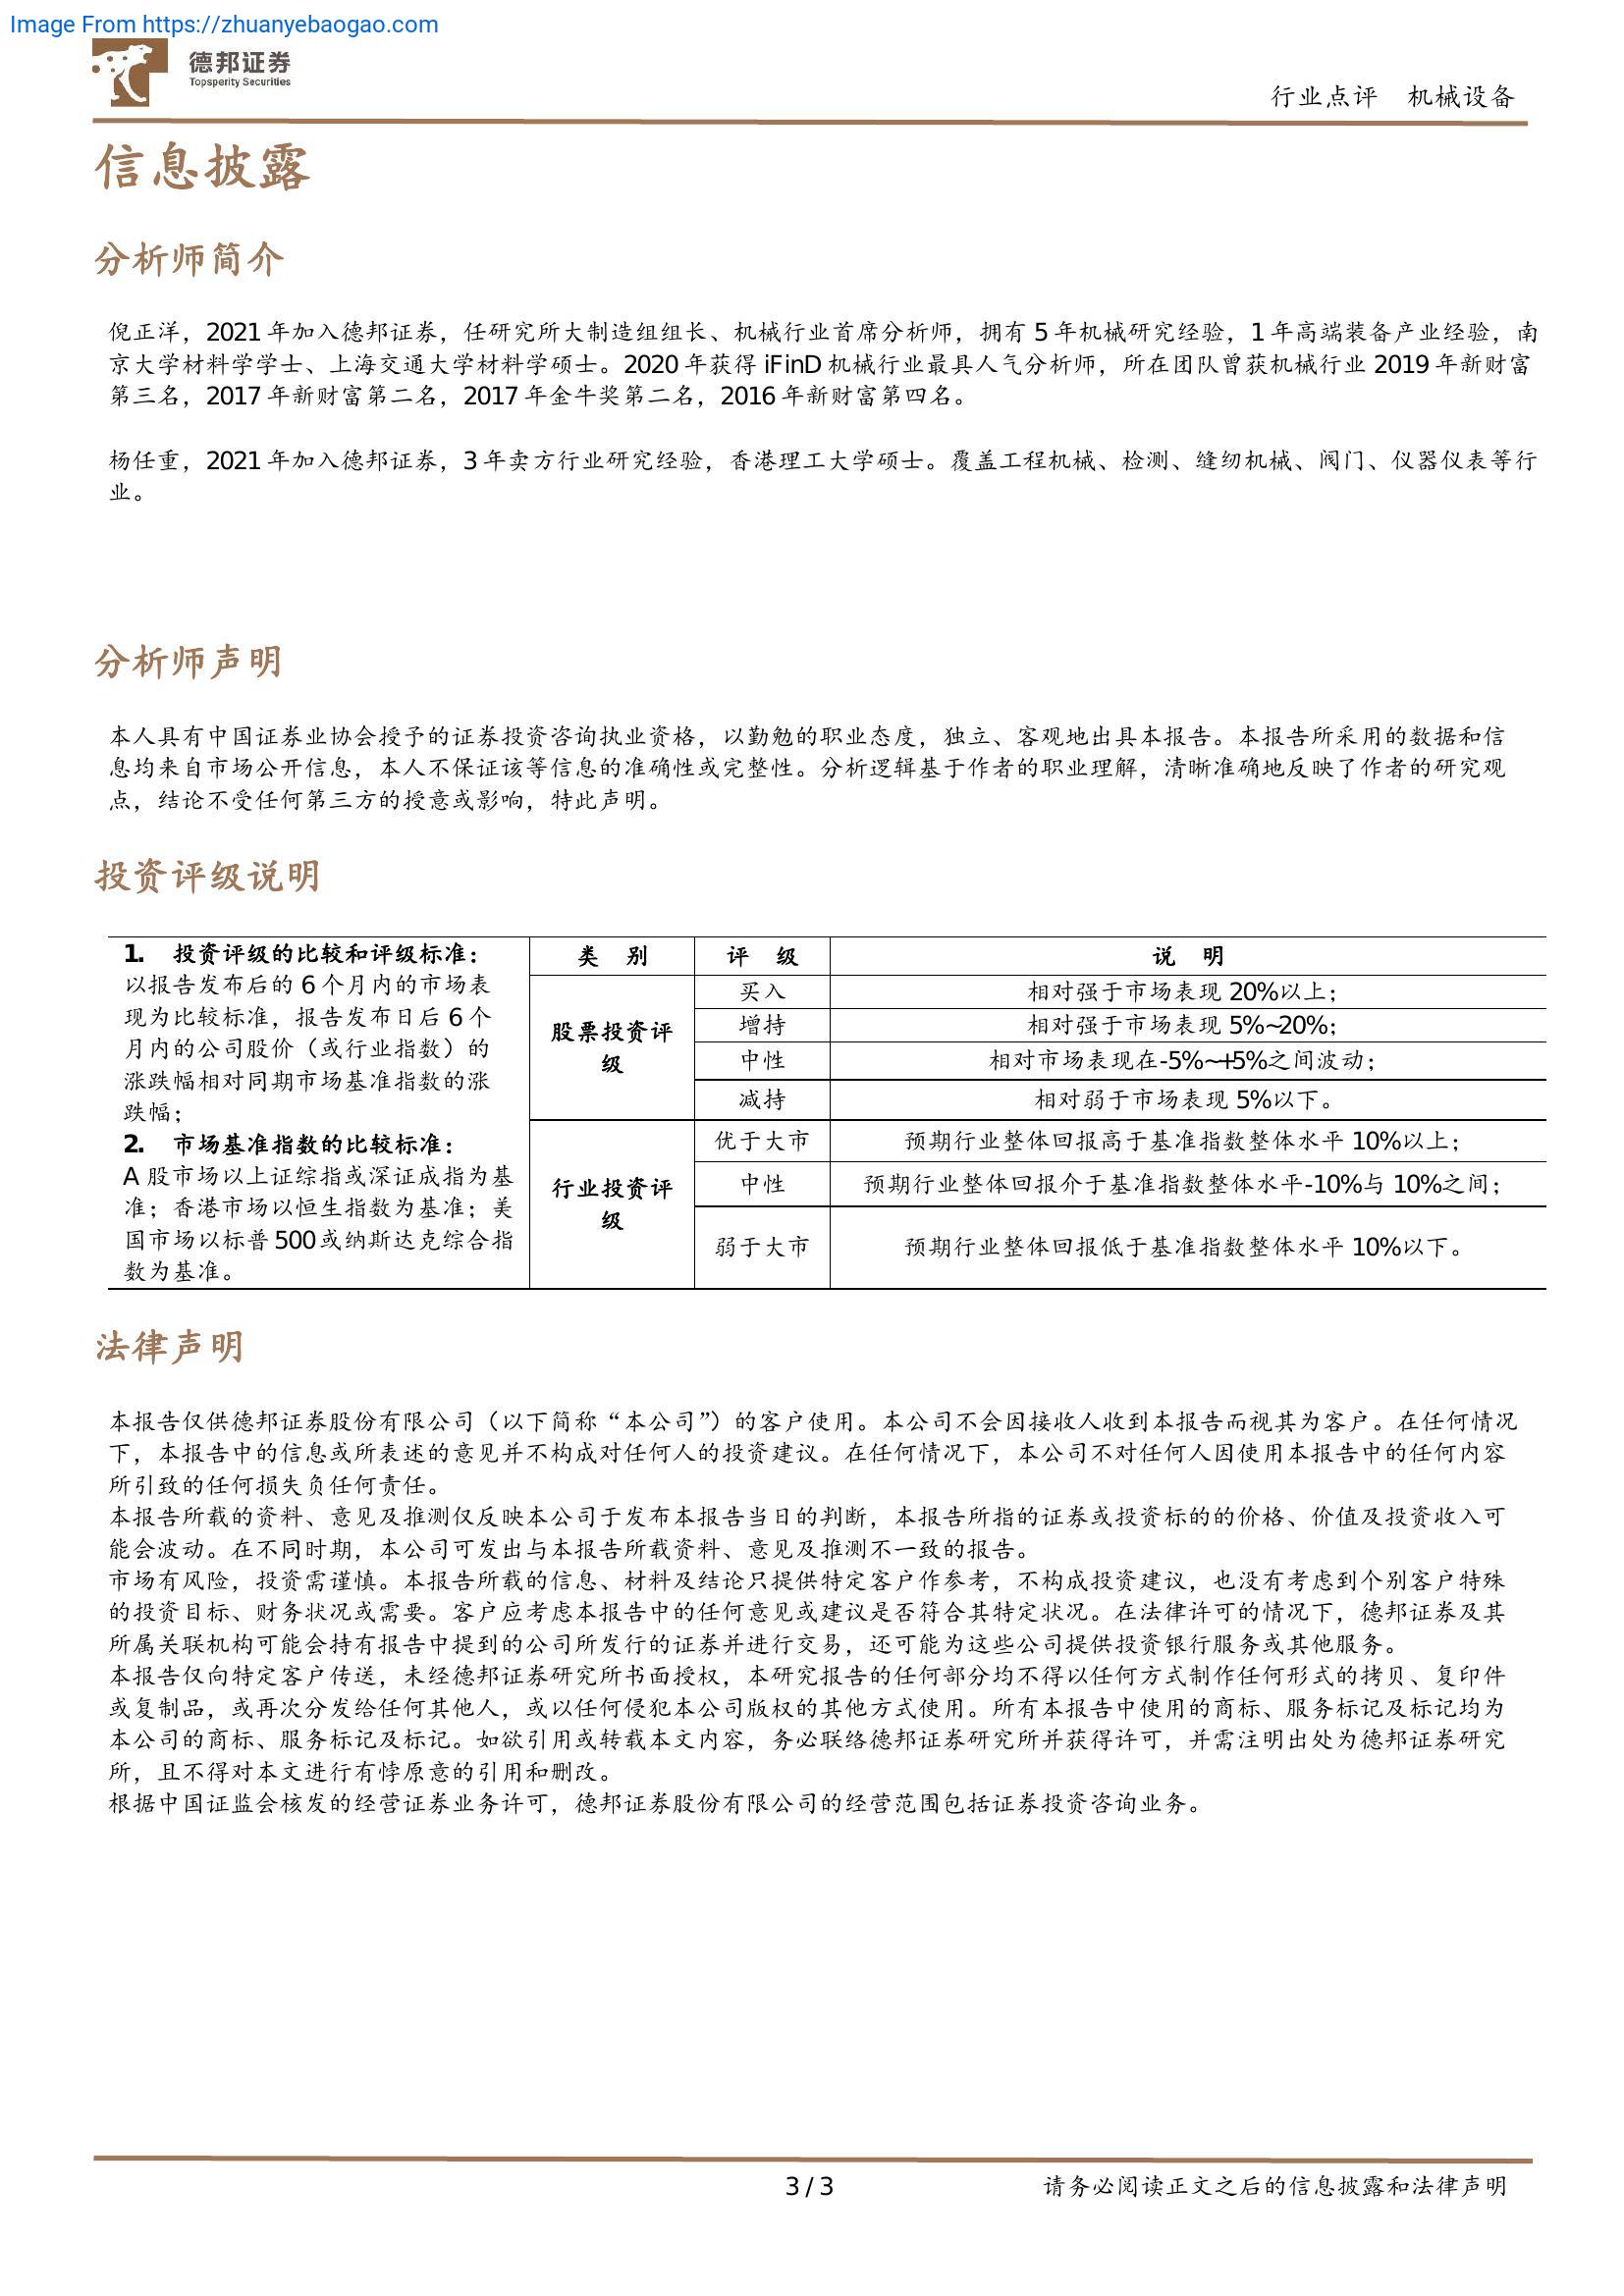 Image From https://zhuanyebaogao.com
德邦证券
Topsperity Securities
行业点评 机械设备
信息披露
分析师简介
倪正洋，2021 年加入德邦证券，任研究所大制造组组长、机械行业首席分析师，拥有 5 年机械研究经验，1 年高端装备产业经验，南
京大学材料学学士、上海交通大学材料学硕士。2020 年获得 iFinD 机械行业最具人气分析师，所在团队曾获机械行业 2019 年新财富
第三名，2017 年新财富第二名，2017 年金牛奖第二名，2016 年新财富第四名。
杨任重，2021 年加入德邦证券，3 年卖方行业研究经验，香港理工大学硕士。覆盖工程机械、检测、缝纫机械、阀门、仪器仪表等行
业。
分析师声明
本人具有中国证券业协会授予的证券投资咨询执业资格，以勤勉的职业态度，独立、客观地出具本报告。本报告所采用的数据和信
息均来自市场公开信息，本人不保证该等信息的准确性或完整性。分析逻辑基于作者的职业理解，清晰准确地反映了作者的研究观
点，结论不受任何第三方的授意或影响，特此声明。
投资评级说明
1. 投资评级的比较和评级标准：
以报告发布后的 6 个月内的市场表
现为比较标准，报告发布日后 6 个
月内的公司股价（或行业指数）的
涨跌幅相对同期市场基准指数的涨
跌幅；
2. 市场基准指数的比较标准：
A 股市场以上证综指或深证成指为基
准；香港市场以恒生指数为基准；美
国市场以标普 500 或纳斯达克综合指
数为基准。
类 别 评 级 说 明
股票投资评
级
买入 相对强于市场表现 20%以上；
增持 相对强于市场表现 5%~20%；
中性 相对市场表现在-5%~+5%之间波动；
减持 相对弱于市场表现 5%以下。
行业投资评
级
优于大市 预期行业整体回报高于基准指数整体水平 10%以上；
中性 预期行业整体回报介于基准指数整体水平-10%与 10%之间；
弱于大市 预期行业整体回报低于基准指数整体水平 10%以下。
法律声明
本报告仅供德邦证券股份有限公司（以下简称“本公司”）的客户使用。本公司不会因接收人收到本报告而视其为客户。在任何情况
下，本报告中的信息或所表述的意见并不构成对任何人的投资建议。在任何情况下，本公司不对任何人因使用本报告中的任何内容
所引致的任何损失负任何责任。
本报告所载的资料、意见及推测仅反映本公司于发布本报告当日的判断，本报告所指的证券或投资标的的价格、价值及投资收入可
能会波动。在不同时期，本公司可发出与本报告所载资料、意见及推测不一致的报告。
市场有风险，投资需谨慎。本报告所载的信息、材料及结论只提供特定客户作参考，不构成投资建议，也没有考虑到个别客户特殊
的投资目标、财务状况或需要。客户应考虑本报告中的任何意见或建议是否符合其特定状况。在法律许可的情况下，德邦证券及其
所属关联机构可能会持有报告中提到的公司所发行的证券并进行交易，还可能为这些公司提供投资银行服务或其他服务。
本报告仅向特定客户传送，未经德邦证券研究所书面授权，本研究报告的任何部分均不得以任何方式制作任何形式的拷贝、复印件
或复制品，或再次分发给任何其他人，或以任何侵犯本公司版权的其他方式使用。所有本报告中使用的商标、服务标记及标记均为
本公司的商标、服务标记及标记。如欲引用或转载本文内容，务必联络德邦证券研究所并获得许可，并需注明出处为德邦证券研究
所，且不得对本文进行有悖原意的引用和删改。
根据中国证监会核发的经营证券业务许可，德邦证券股份有限公司的经营范围包括证券投资咨询业务。
3 / 3 请务必阅读正文之后的信息披露和法律声明